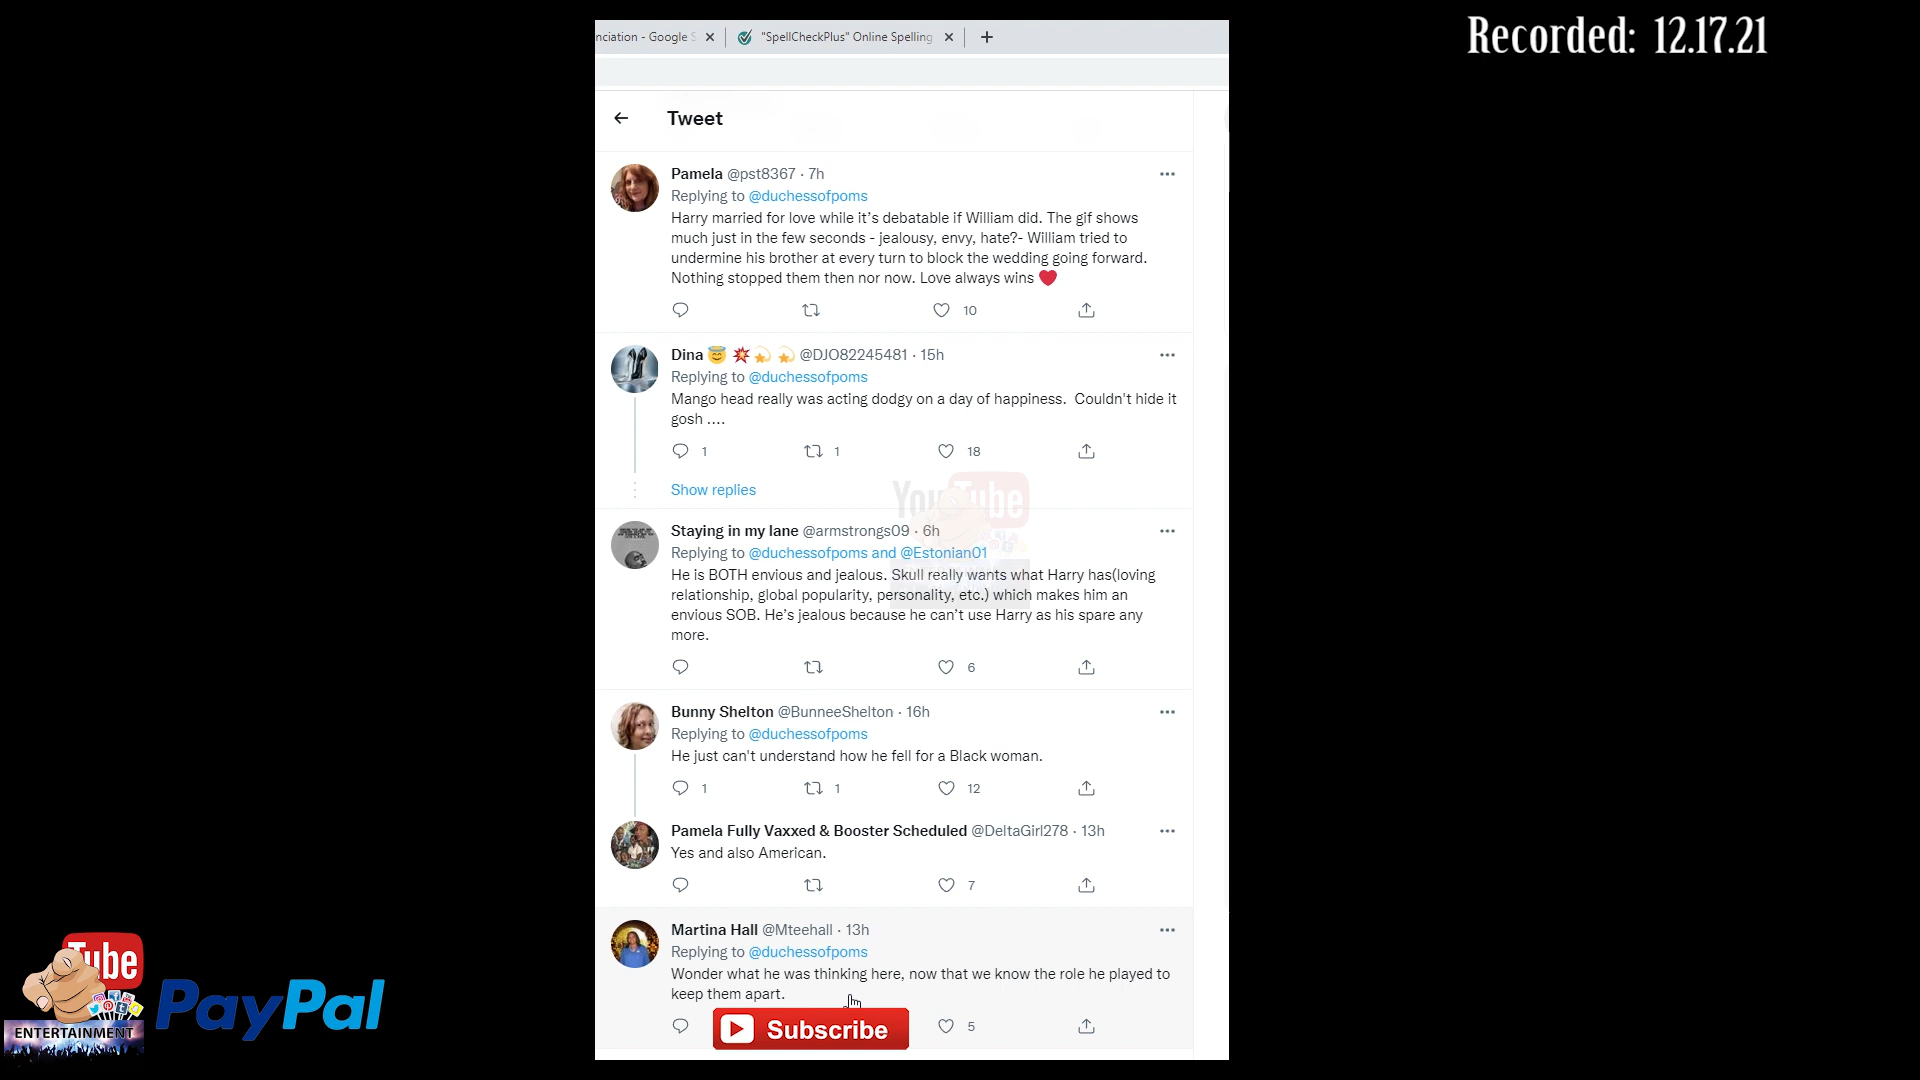 Recorded: 12.17.21
nciation - Google S
"SpellCheckPlus" Online Spelling
Tweet
Pamela @pst8367 · 7h
Replying to @duchessofpoms
Harry married for love while it's debatable if William did. The gif shows
much just in the few seconds - jealousy, envy, hate?- William tried to
undermine his brother at every turn to block the wedding going forward.
Nothing stopped them then nor now. Love always wins ❤️
10
Dina 😇 💥 💫 💫 @DJO82245481 · 15h
Replying to @duchessofpoms
Mango head really was acting dodgy on a day of happiness.  Couldn't hide it
gosh ....
1 1 18
Show replies
YouTube
Staying in my lane @armstrongs09 · 6h
Replying to @duchessofpoms and @Estonian01
He is BOTH envious and jealous. Skull really wants what Harry has(loving
relationship, global popularity, personality, etc.) which makes him an
envious SOB. He's jealous because he can't use Harry as his spare any
more.
6
Bunny Shelton @BunneeShelton · 16h
Replying to @duchessofpoms
He just can't understand how he fell for a Black woman.
1 1 12
Pamela Fully Vaxxed & Booster Scheduled @DeltaGirl278 · 13h
Yes and also American.
7
Martina Hall @Mteehall · 13h
Replying to @duchessofpoms
Wonder what he was thinking here, now that we know the role he played to
keep them apart.
Subscribe 5
Tube
ENTERTAINMENT
PayPal